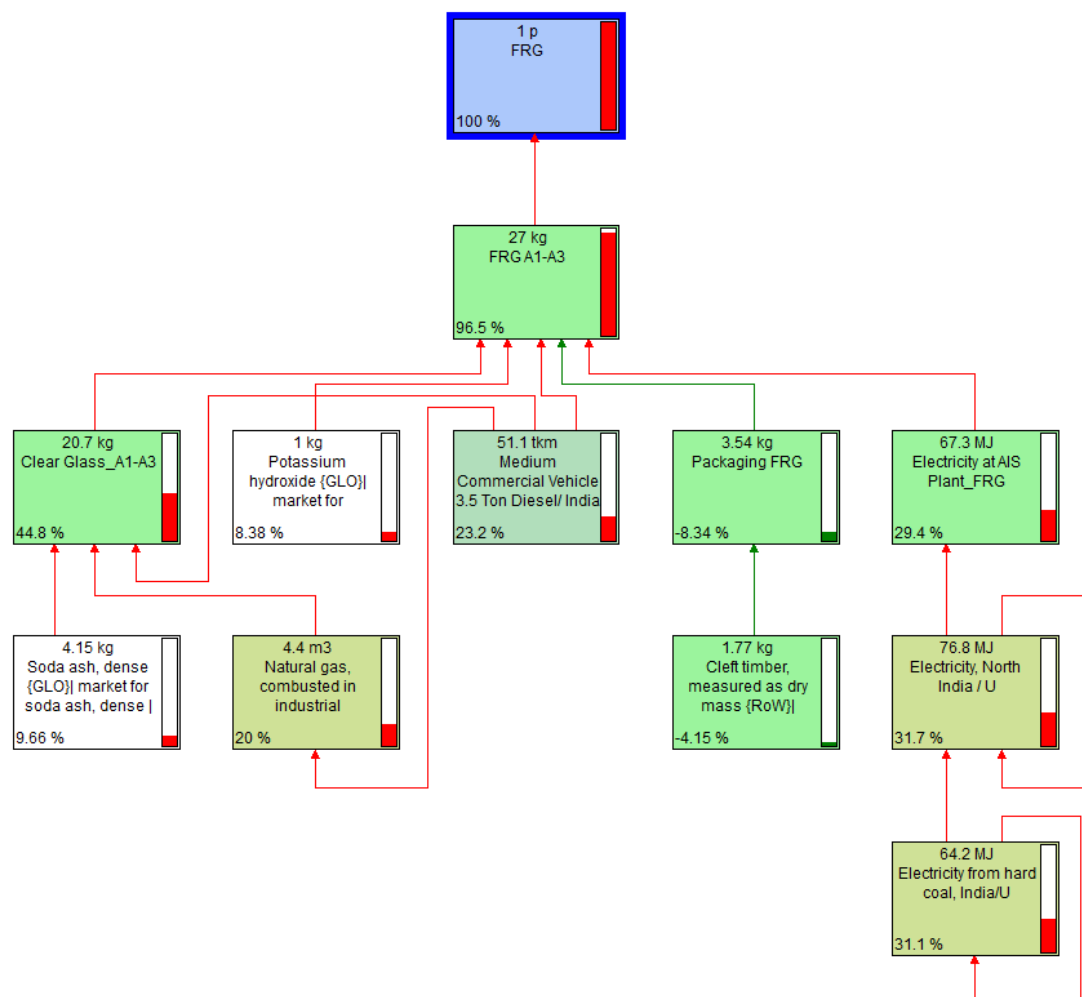 1 p
FRG
100 %
27 kg
FRG A1-A3
96.5 %
20.7 kg
Clear Glass_A1-A3
44.8 %
1 kg
Potassium
hydroxide {GLO}|
market for
8.38 %
51.1 tkm
Medium
Commercial Vehicle
3.5 Ton Diesel/ India
23.2 %
3.54 kg
Packaging FRG
-8.34 %
67.3 MJ
Electricity at AIS
Plant_FRG
29.4 %
4.15 kg
Soda ash, dense
{GLO}| market for
soda ash, dense |
9.66 %
4.4 m3
Natural gas,
combusted in
industrial
20 %
1.77 kg
Cleft timber,
measured as dry
mass {RoW}|
-4.15 %
76.8 MJ
Electricity, North
India / U
31.7 %
64.2 MJ
Electricity from hard
coal, India/U
31.1 %